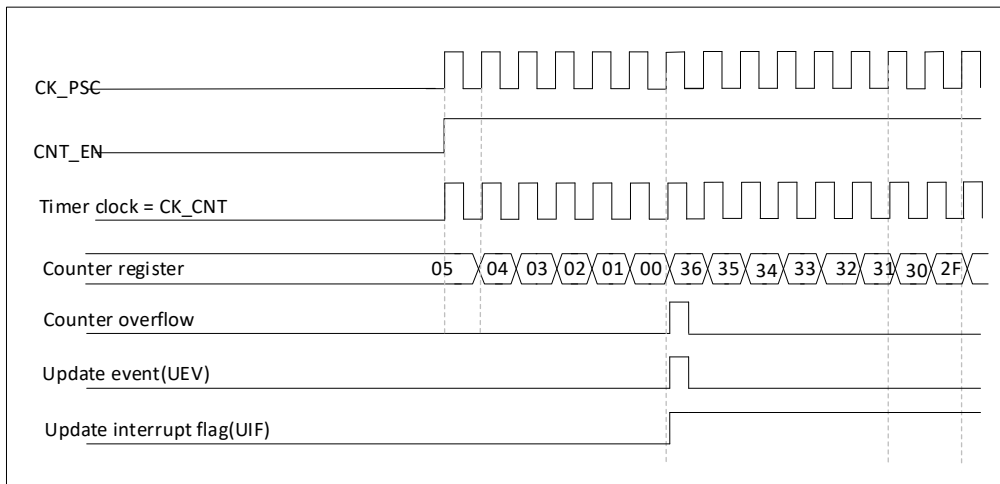 CK_PSC
CNT_EN
Timer clock = CK_CNT
Counter register 05 04 03 02 01 00 36 35 34 33 32 31 30 2F
Counter overflow
Update event(UEV)
Update interrupt flag(UIF)